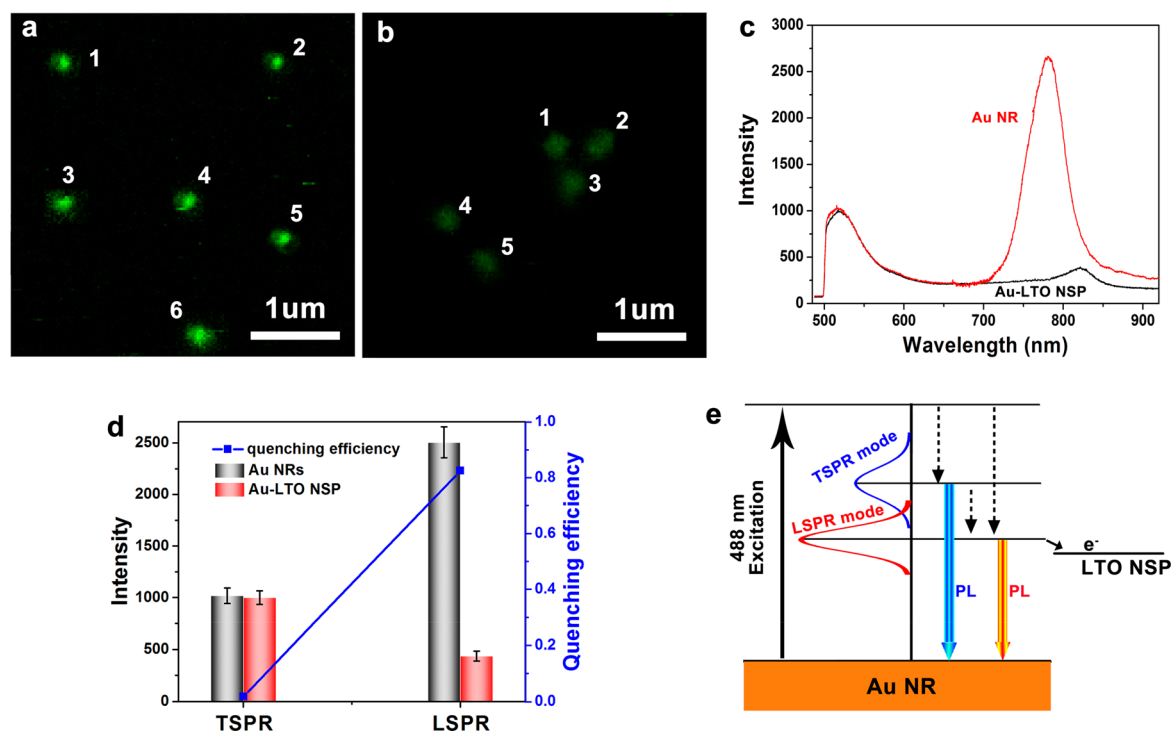 a
1
2
3
4
5
6
1um
b
1
2
3
4
5
1um
c
3000
2500
2000
1500
1000
500
0
Intensity
Au NR
Au-LTO NSP
500
600
700
800
900
Wavelength (nm)
d
quenching efficiency
Au NRs
Au-LTO NSP
2500
2000
1500
1000
500
0
Intensity
1.0
0.8
0.6
0.4
0.2
0.0
Quenching efficiency
TSPR
LSPR
e
488 nm
Excitation
TSPR mode
LSPR mode
e-
LTO NSP
PL
PL
Au NR